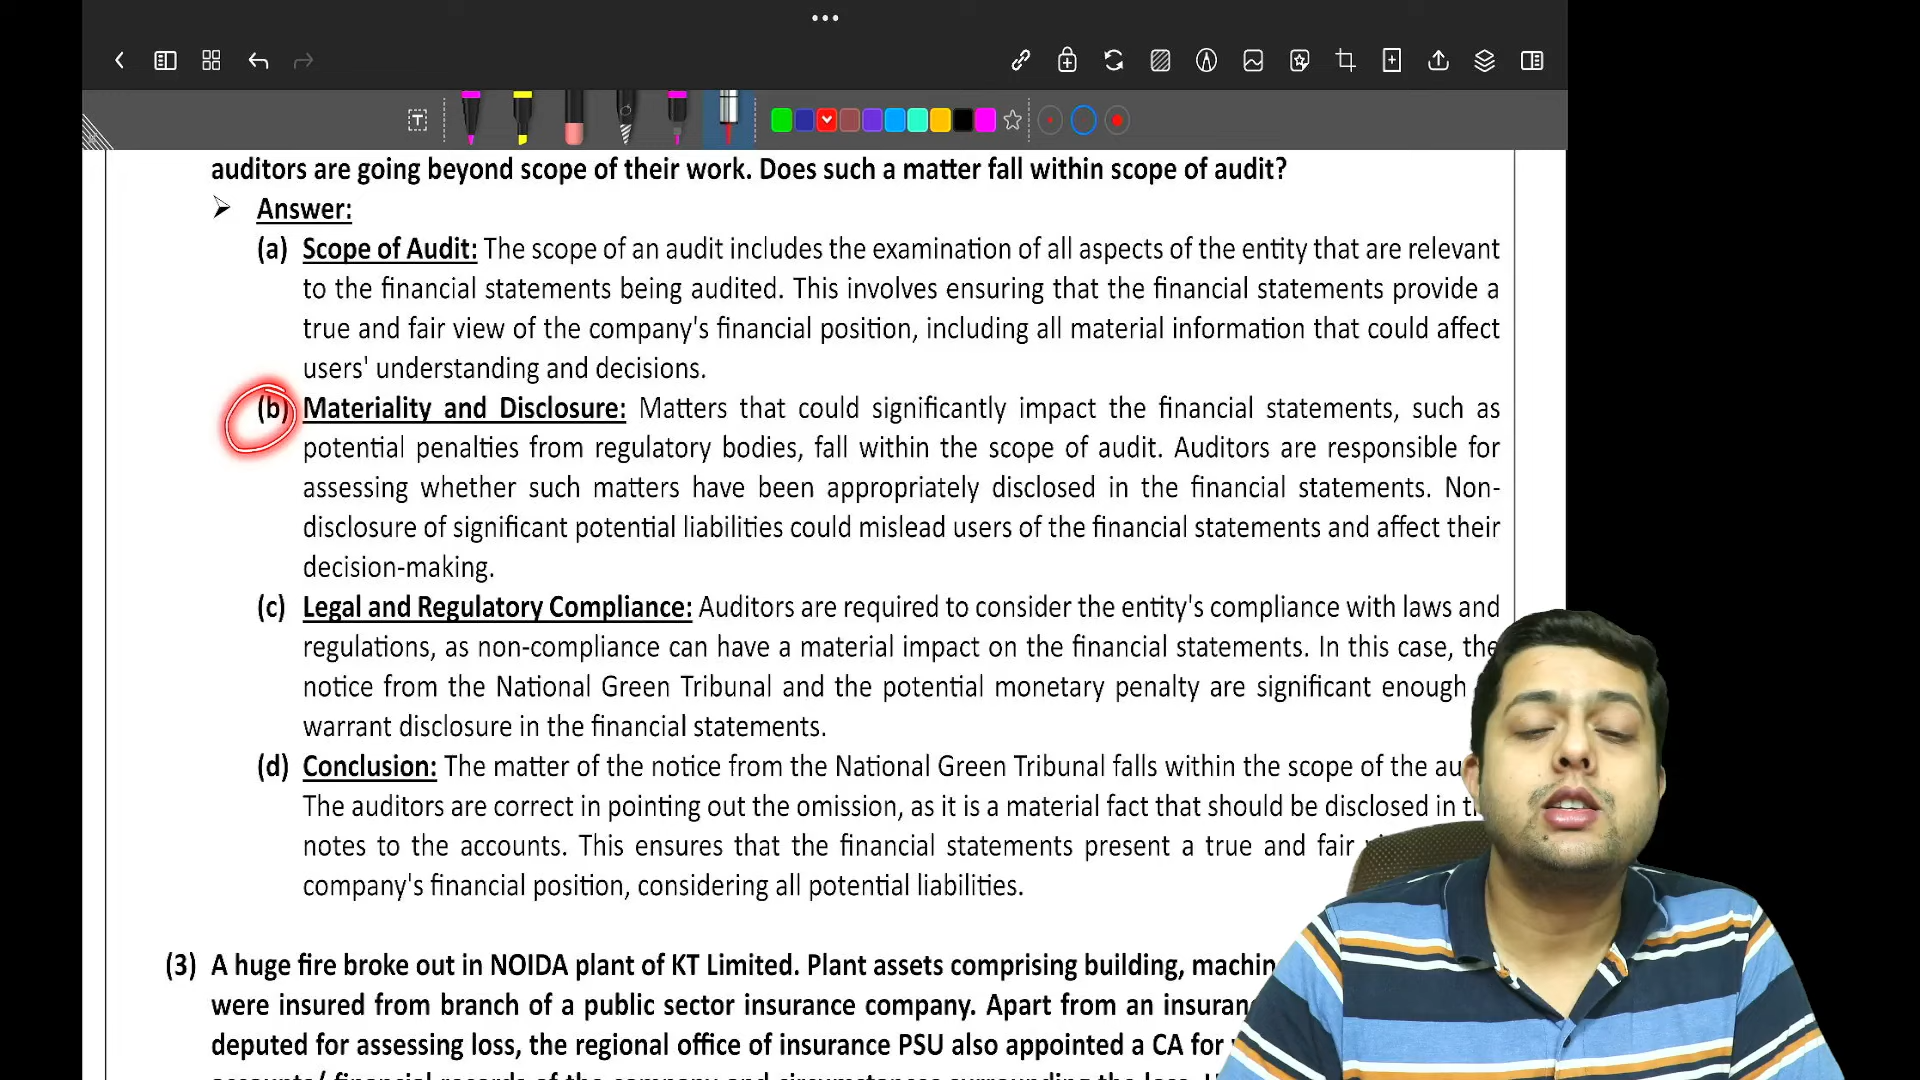 auditors are going beyond scope of their work. Does such a matter fall within scope of audit?
➢ Answer:
(a) Scope of Audit: The scope of an audit includes the examination of all aspects of the entity that are relevant
to the financial statements being audited. This involves ensuring that the financial statements provide a
true and fair view of the company's financial position, including all material information that could affect
users' understanding and decisions.
(b) Materiality and Disclosure: Matters that could significantly impact the financial statements, such as
potential penalties from regulatory bodies, fall within the scope of audit. Auditors are responsible for
assessing whether such matters have been appropriately disclosed in the financial statements. Non-
disclosure of significant potential liabilities could mislead users of the financial statements and affect their
decision-making.
(c) Legal and Regulatory Compliance: Auditors are required to consider the entity's compliance with laws and
regulations, as non-compliance can have a material impact on the financial statements. In this case, the
notice from the National Green Tribunal and the potential monetary penalty are significant enough
warrant disclosure in the financial statements.
(d) Conclusion: The matter of the notice from the National Green Tribunal falls within the scope of the au
The auditors are correct in pointing out the omission, as it is a material fact that should be disclosed in
notes to the accounts. This ensures that the financial statements present a true and fair
company's financial position, considering all potential liabilities.
(3) A huge fire broke out in NOIDA plant of KT Limited. Plant assets comprising building, machin
were insured from branch of a public sector insurance company. Apart from an insuran
deputed for assessing loss, the regional office of insurance PSU also appointed a CA for